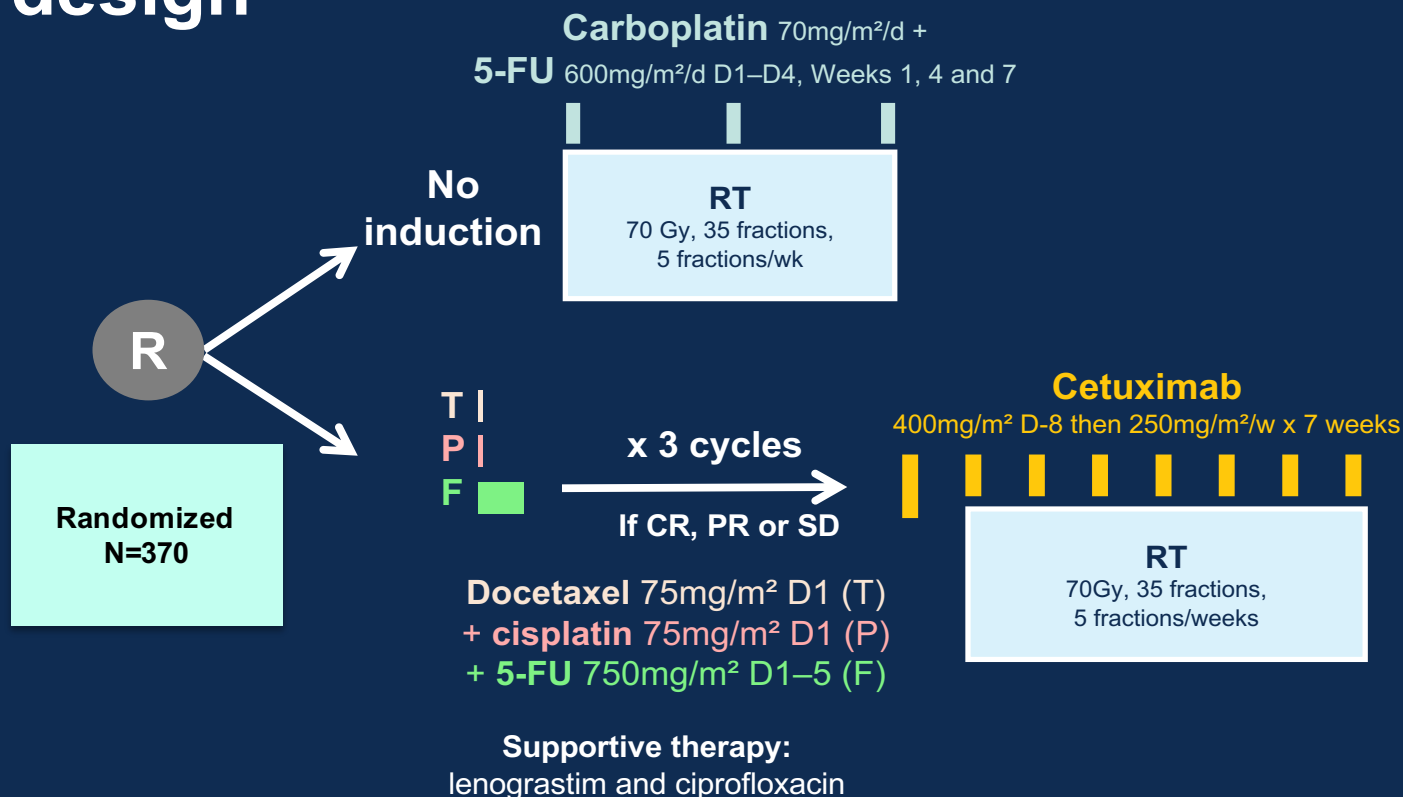 design
Carboplatin 70mg/m²/d +
5-FU 600mg/m²/d D1–D4, Weeks 1, 4 and 7
No
induction
RT
70 Gy, 35 fractions,
5 fractions/wk
R
Randomized
N=370
T
P
F
x 3 cycles
If CR, PR or SD
Docetaxel 75mg/m² D1 (T)
+ cisplatin 75mg/m² D1 (P)
+ 5-FU 750mg/m² D1–5 (F)
Supportive therapy:
lenograstim and ciprofloxacin
Cetuximab
400mg/m² D-8 then 250mg/m²/w x 7 weeks
RT
70Gy, 35 fractions,
5 fractions/weeks